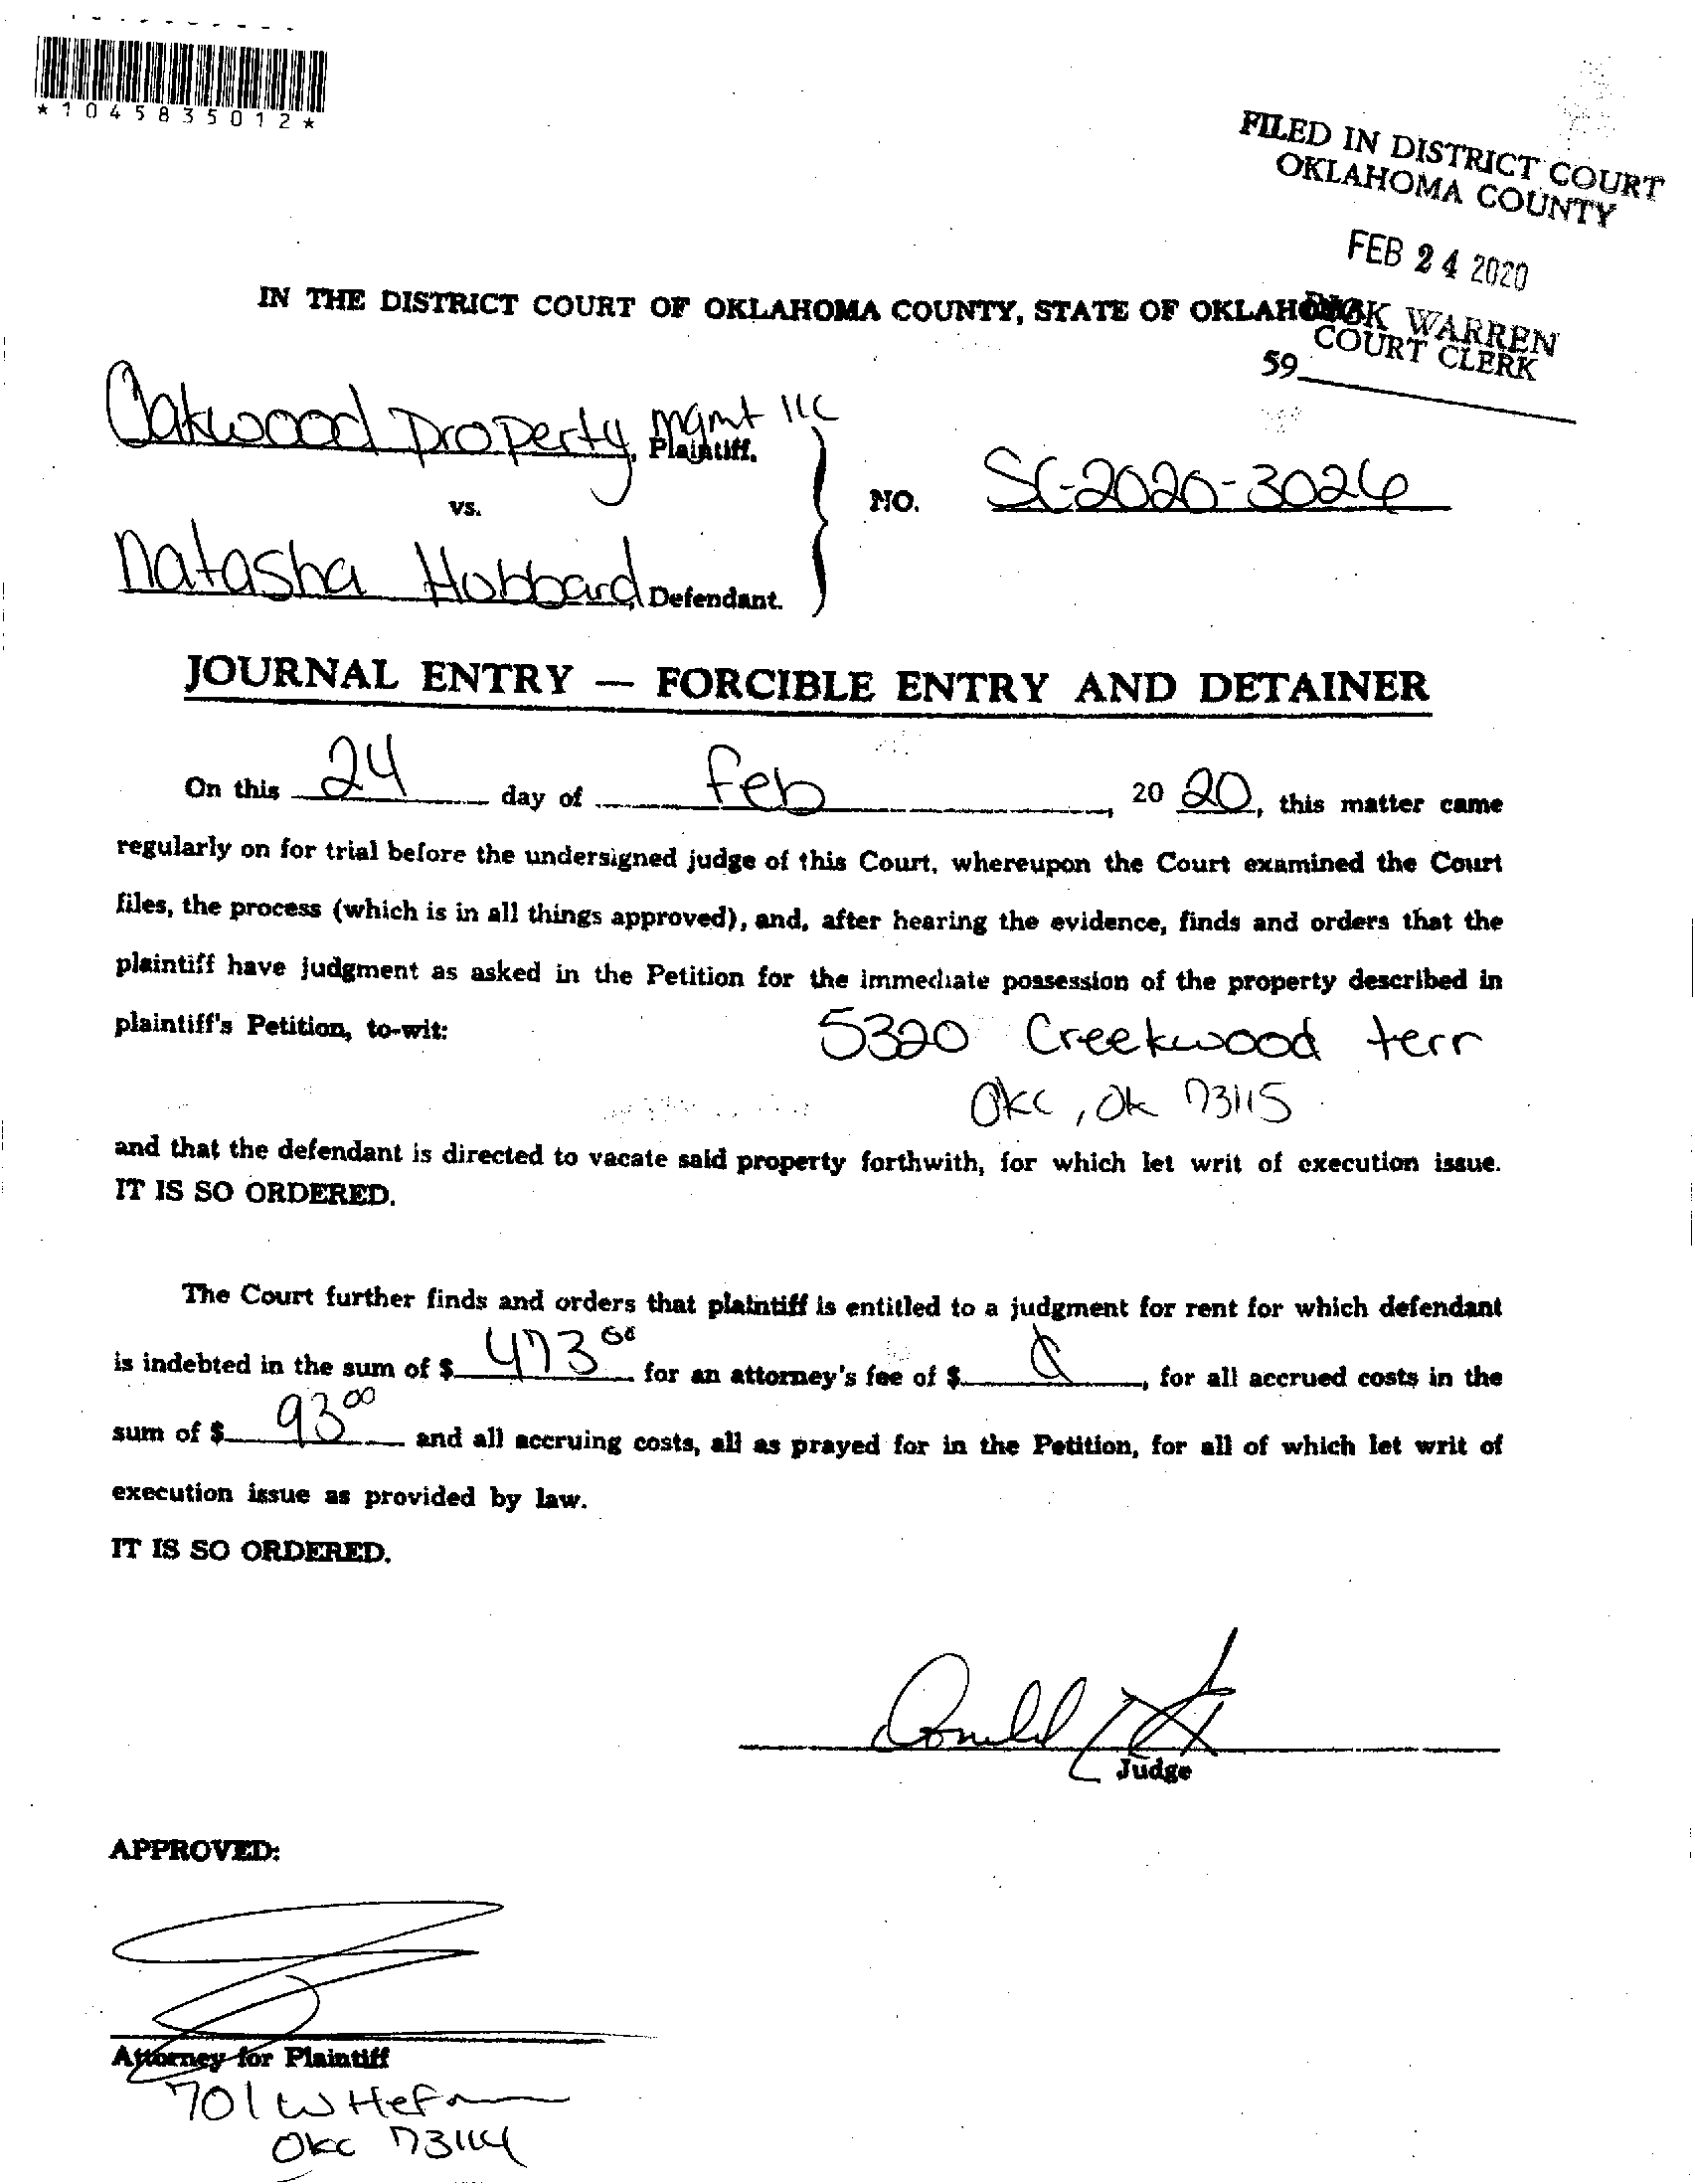 *1045835012*
FILED IN DISTRICT COURT
OKLAHOMA COUNTY
FEB 24 2020
IN THE DISTRICT COURT OF OKLAHOMA COUNTY, STATE OF OKLAHOMA
RICK WARREN
COURT CLERK
59
Oakwood Property Mgmt llc
Plaintiff,
vs.
NO. SC-2020-3026
Natasha Hubbard Defendant.
JOURNAL ENTRY — FORCIBLE ENTRY AND DETAINER
On this 24 day of Feb, 20 20, this matter came
regularly on for trial before the undersigned judge of this Court, whereupon the Court examined the Court
files, the process (which is in all things approved), and, after hearing the evidence, finds and orders that the
plaintiff have judgment as asked in the Petition for the immediate possession of the property described in
plaintiff's Petition, to-wit: 5320 Creekwood terr
OKC, OK 73115
and that the defendant is directed to vacate said property forthwith, for which let writ of execution issue.
IT IS SO ORDERED.
The Court further finds and orders that plaintiff is entitled to a judgment for rent for which defendant
is indebted in the sum of $ 473 00 for an attorney's fee of $ , for all accrued costs in the
sum of $ 93 00 and all accruing costs, all as prayed for in the Petition, for all of which let writ of
execution issue as provided by law.
IT IS SO ORDERED.
Judge
APPROVED:
Attorney for Plaintiff
701 W Hefner
OKC 73114